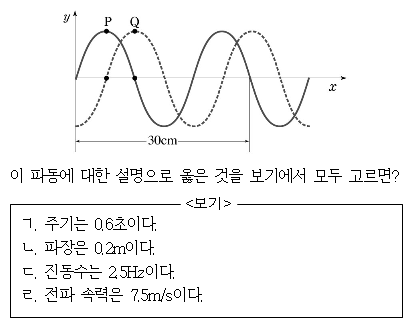 y
P Q
x
30cm
이 파동에 대한 설명으로 옳은 것을 보기에서 모두 고르면?
<보기>
ㄱ. 주기는 0.6초이다.
ㄴ. 파장은 0.2m이다.
ㄷ. 진동수는 2.5Hz이다.
ㄹ. 전파 속력은 7.5m/s이다.